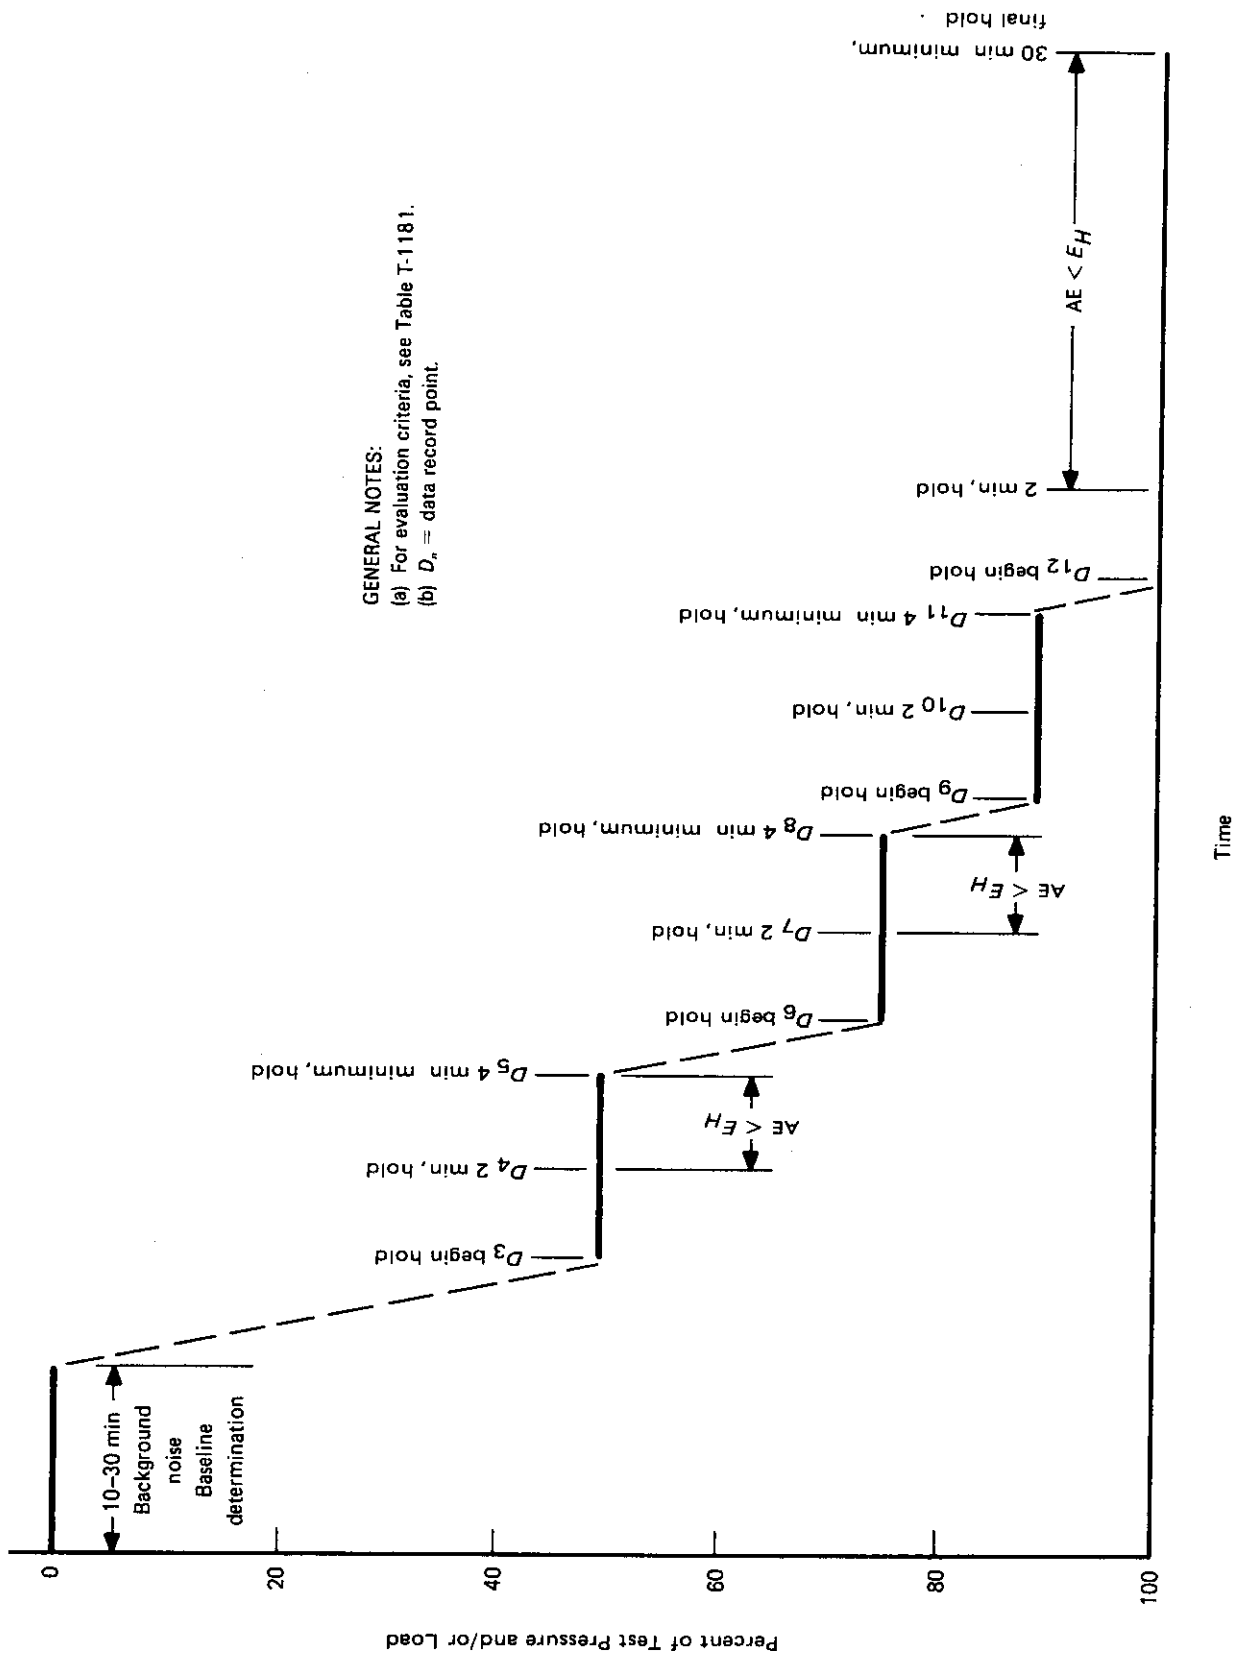 30 min minimum,
final hold
AE < E_H
2 min, hold
D12 begin hold
D11 4 min minimum, hold
D10 2 min, hold
D9 begin hold
D8 4 min minimum, hold
AE < E_H
D7 2 min, hold
D6 begin hold
D5 4 min minimum, hold
AE < E_H
D4 2 min, hold
D3 begin hold
10–30 min
Background
noise
Baseline
determination
GENERAL NOTES:
(a) For evaluation criteria, see Table T-1181.
(b) Dn = data record point.
0
20
40
60
80
100
Percent of Test Pressure and/or Load
Time